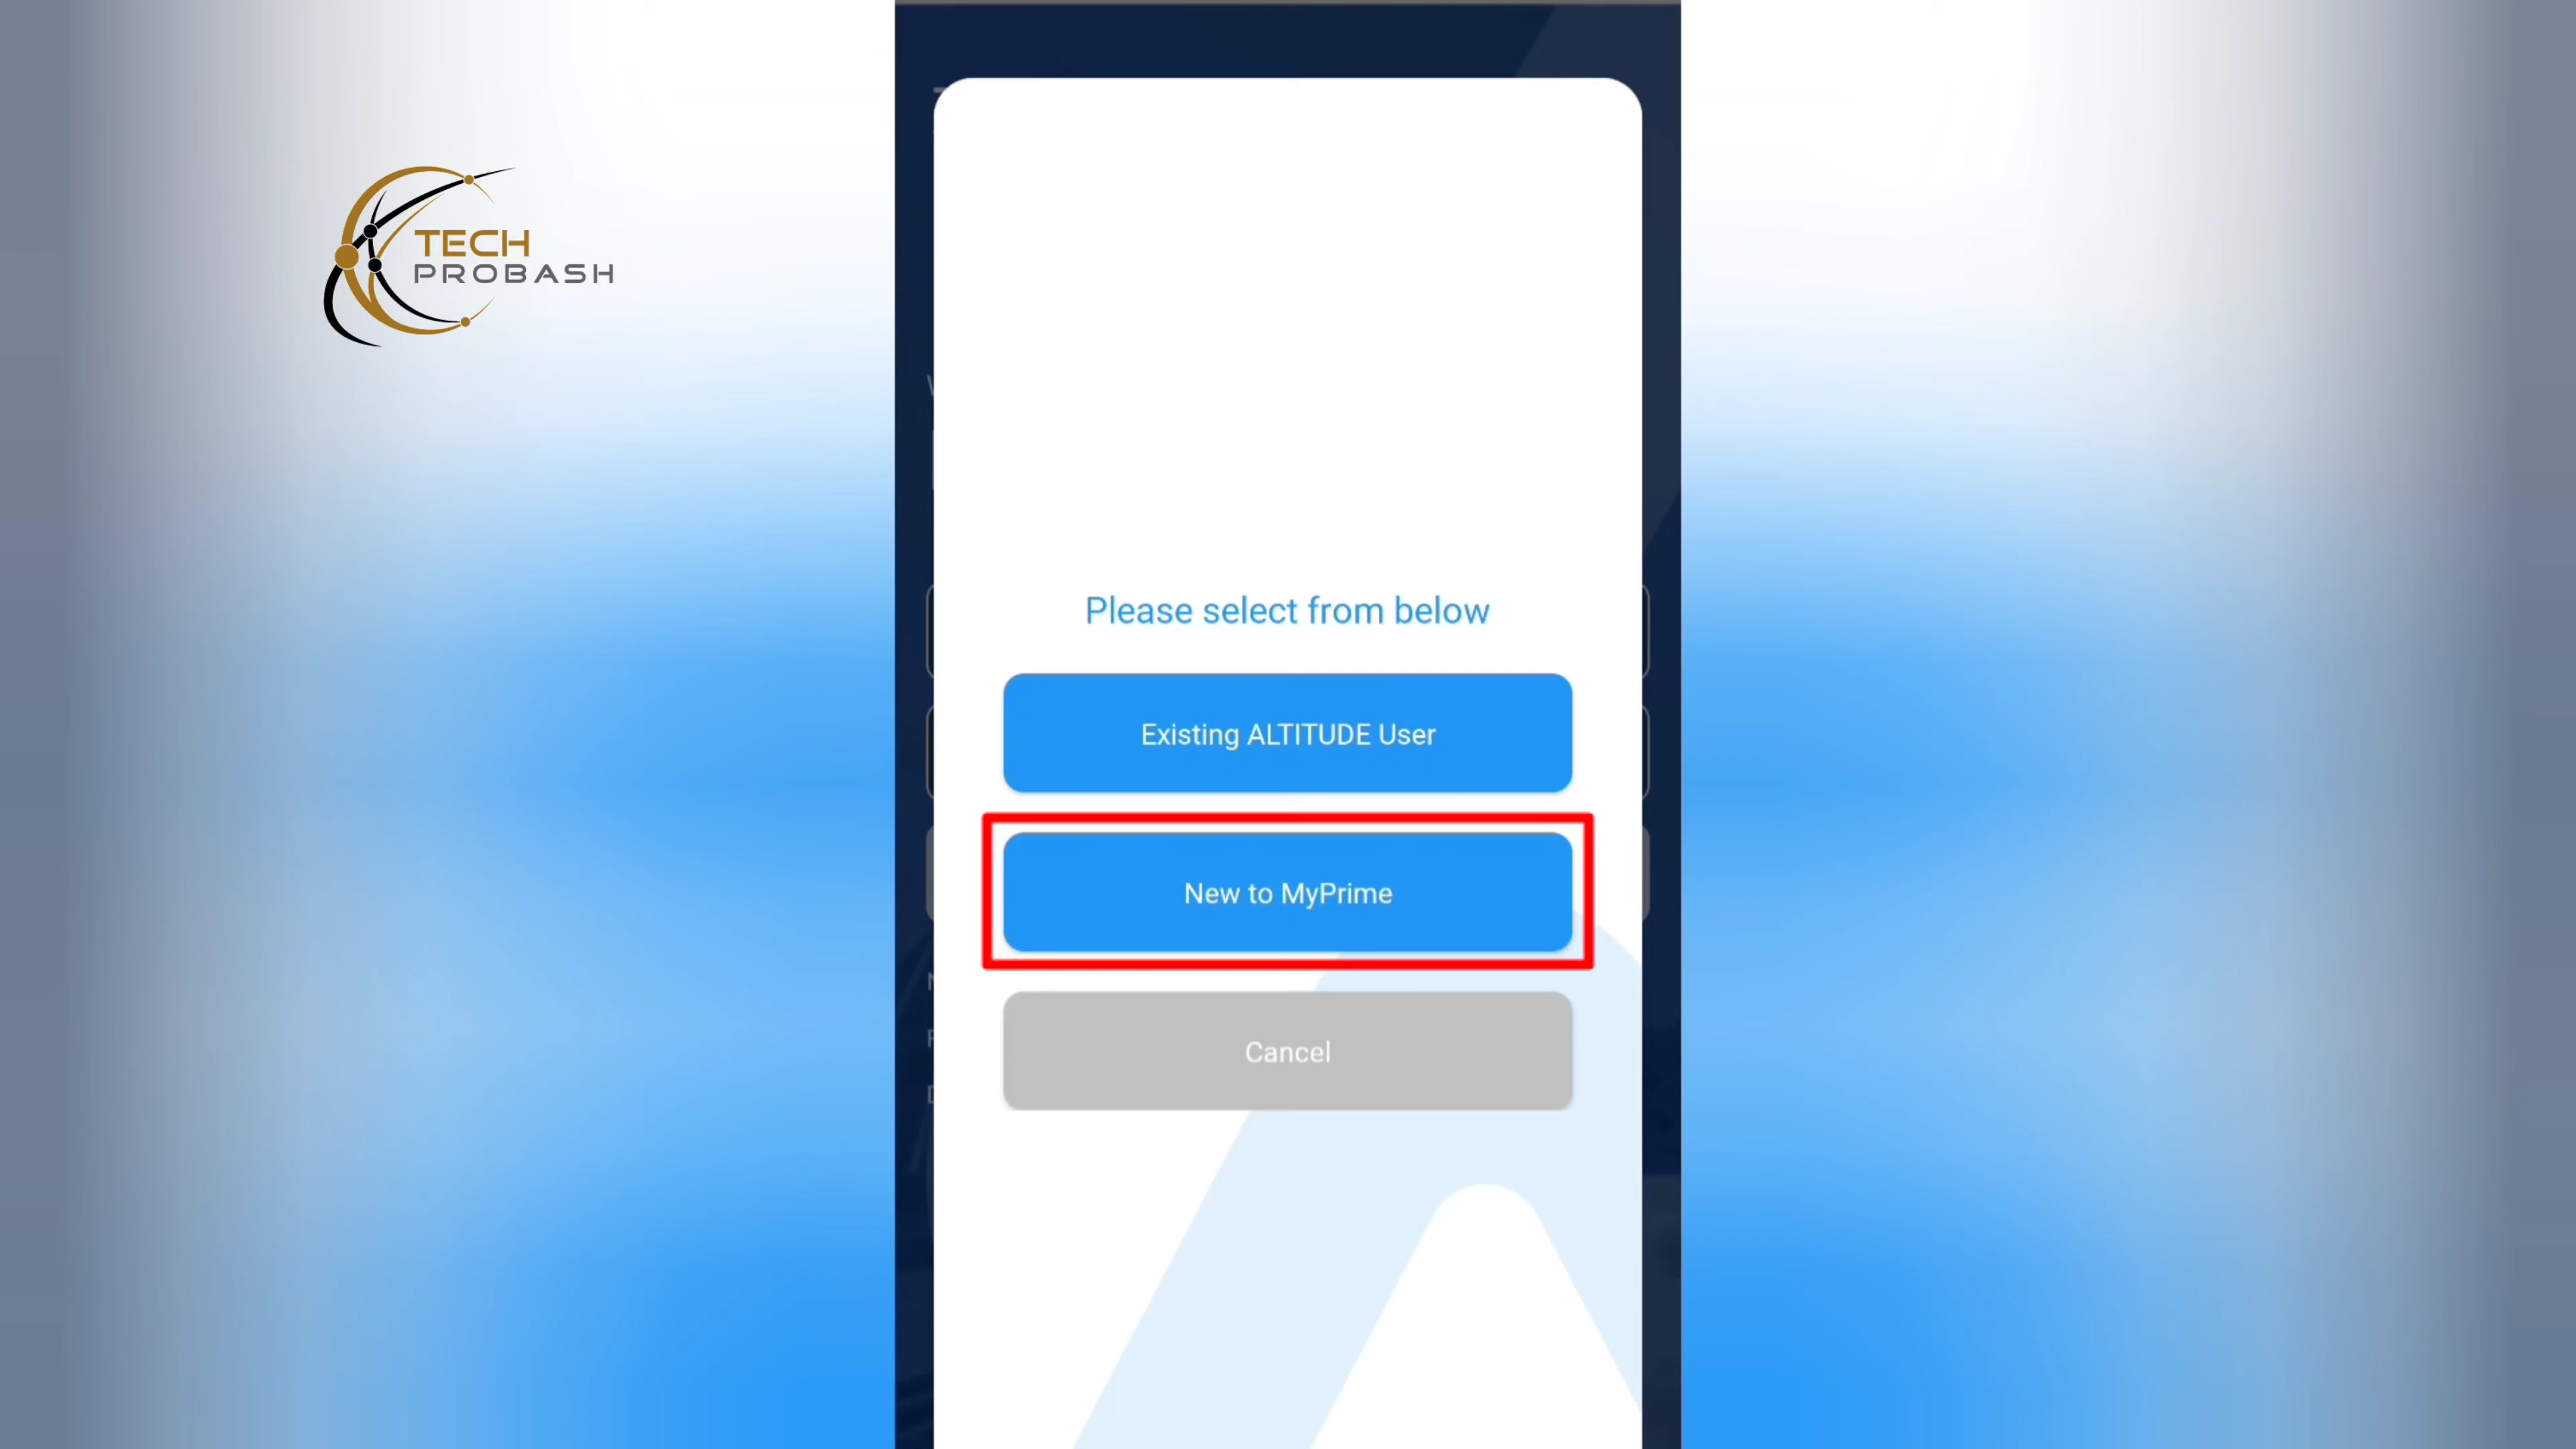 TECH
PROBASH
Please select from below
Existing ALTITUDE User
New to MyPrime
Cancel